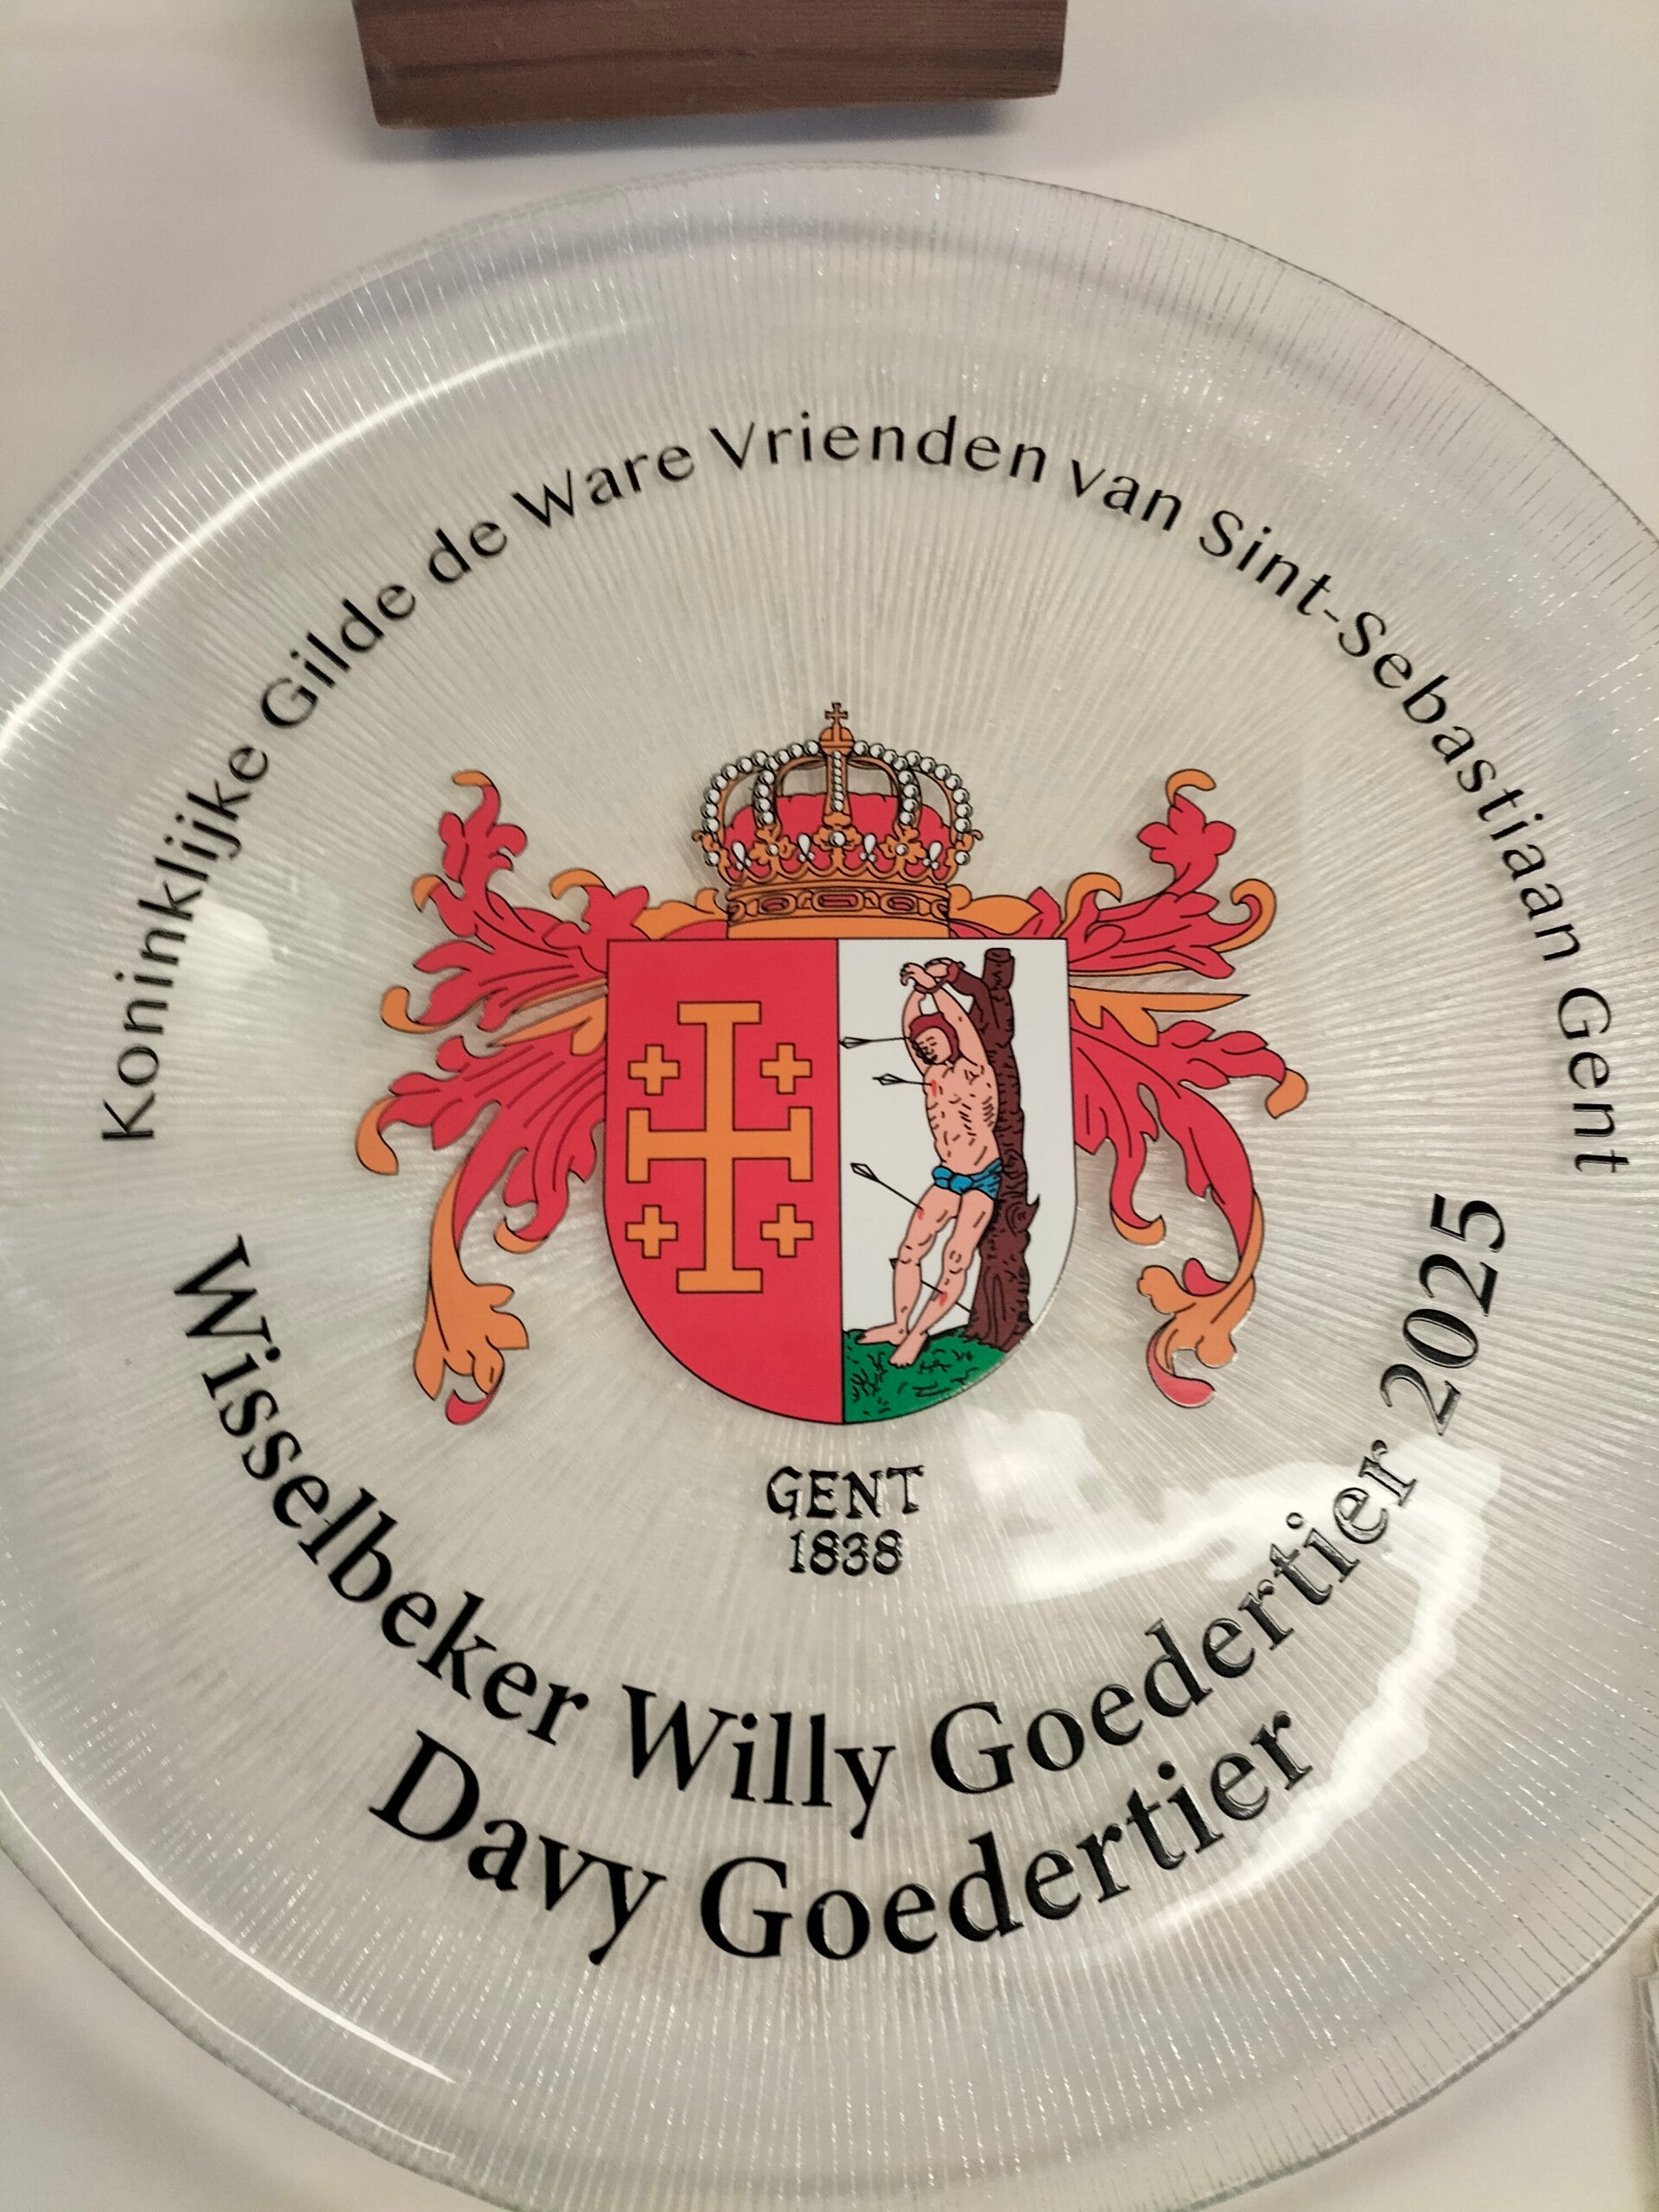 Koninklijke Gilde de Ware Vrienden van Sint-Sebastiaan Gent
GENT
1838
Wisselbeker Willy Goedertier 2025
Davy Goedertier